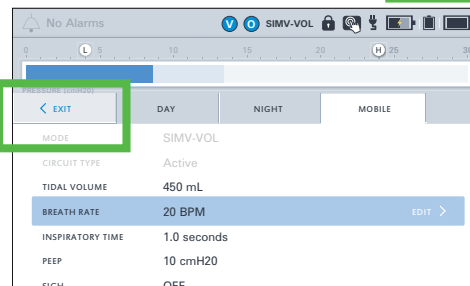 No Alarms V O SIMV-VOL
0 L 5 10 15 20 H 25 30
PRESSURE (cmH20)
EXIT DAY NIGHT MOBILE
MODE SIMV-VOL
CIRCUIT TYPE Active
TIDAL VOLUME 450 mL
BREATH RATE 20 BPM EDIT
INSPIRATORY TIME 1.0 seconds
PEEP 10 cmH20
SIGH OFF